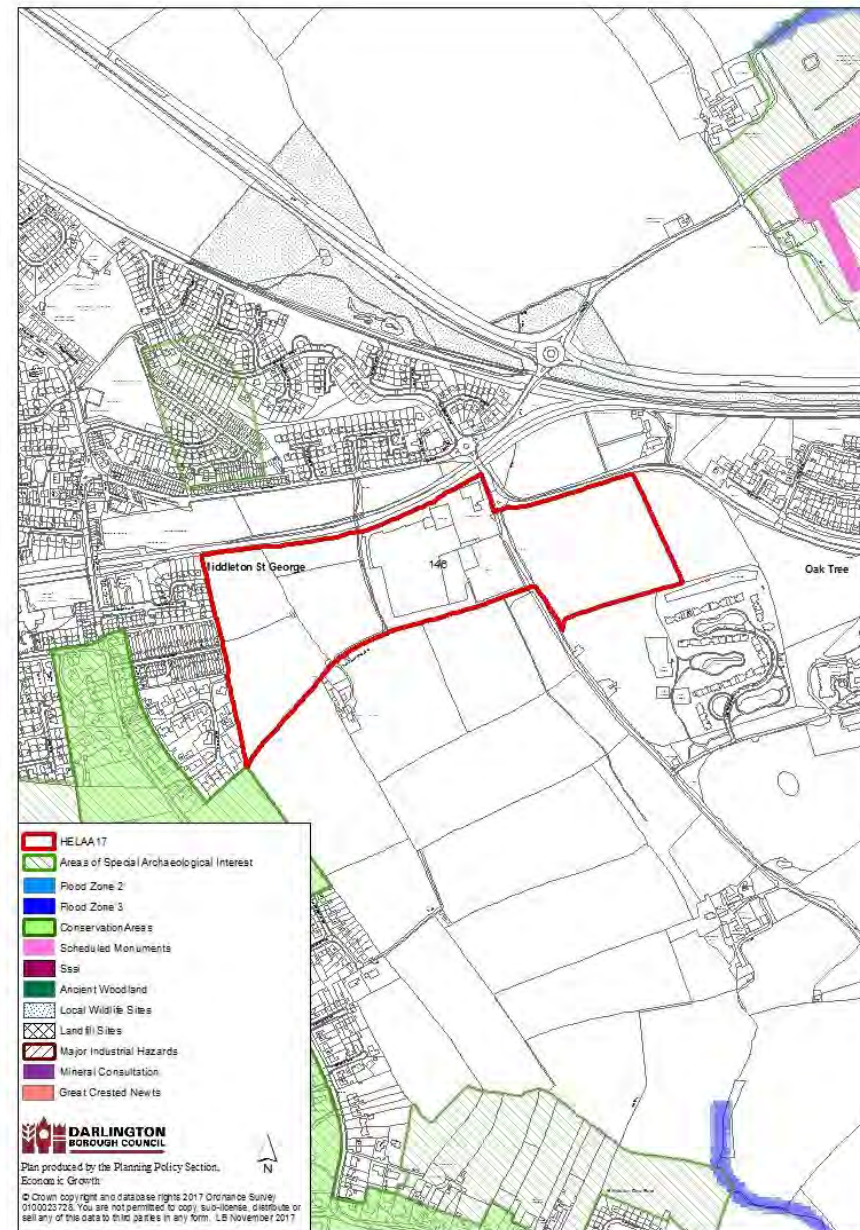 Middleton St George
146
Oak Tree
HELAA17
Areas of Special Archaeological Interest
Flood Zone 2
Flood Zone 3
Conservation Areas
Scheduled Monuments
Sssi
Ancient Woodland
Local Wildlife Sites
Landfill Sites
Major Industrial Hazards
Mineral Consultation
Great Crested Newts
DARLINGTON
BOROUGH COUNCIL
Plan produced by the Planning Policy Section,
Economic Growth
N
© Crown copyright and database rights 2017 Ordnance Survey
0100023728. You are not permitted to copy, sub-license, distribute or
sell any of this data to third parties in any form. LB November 2017